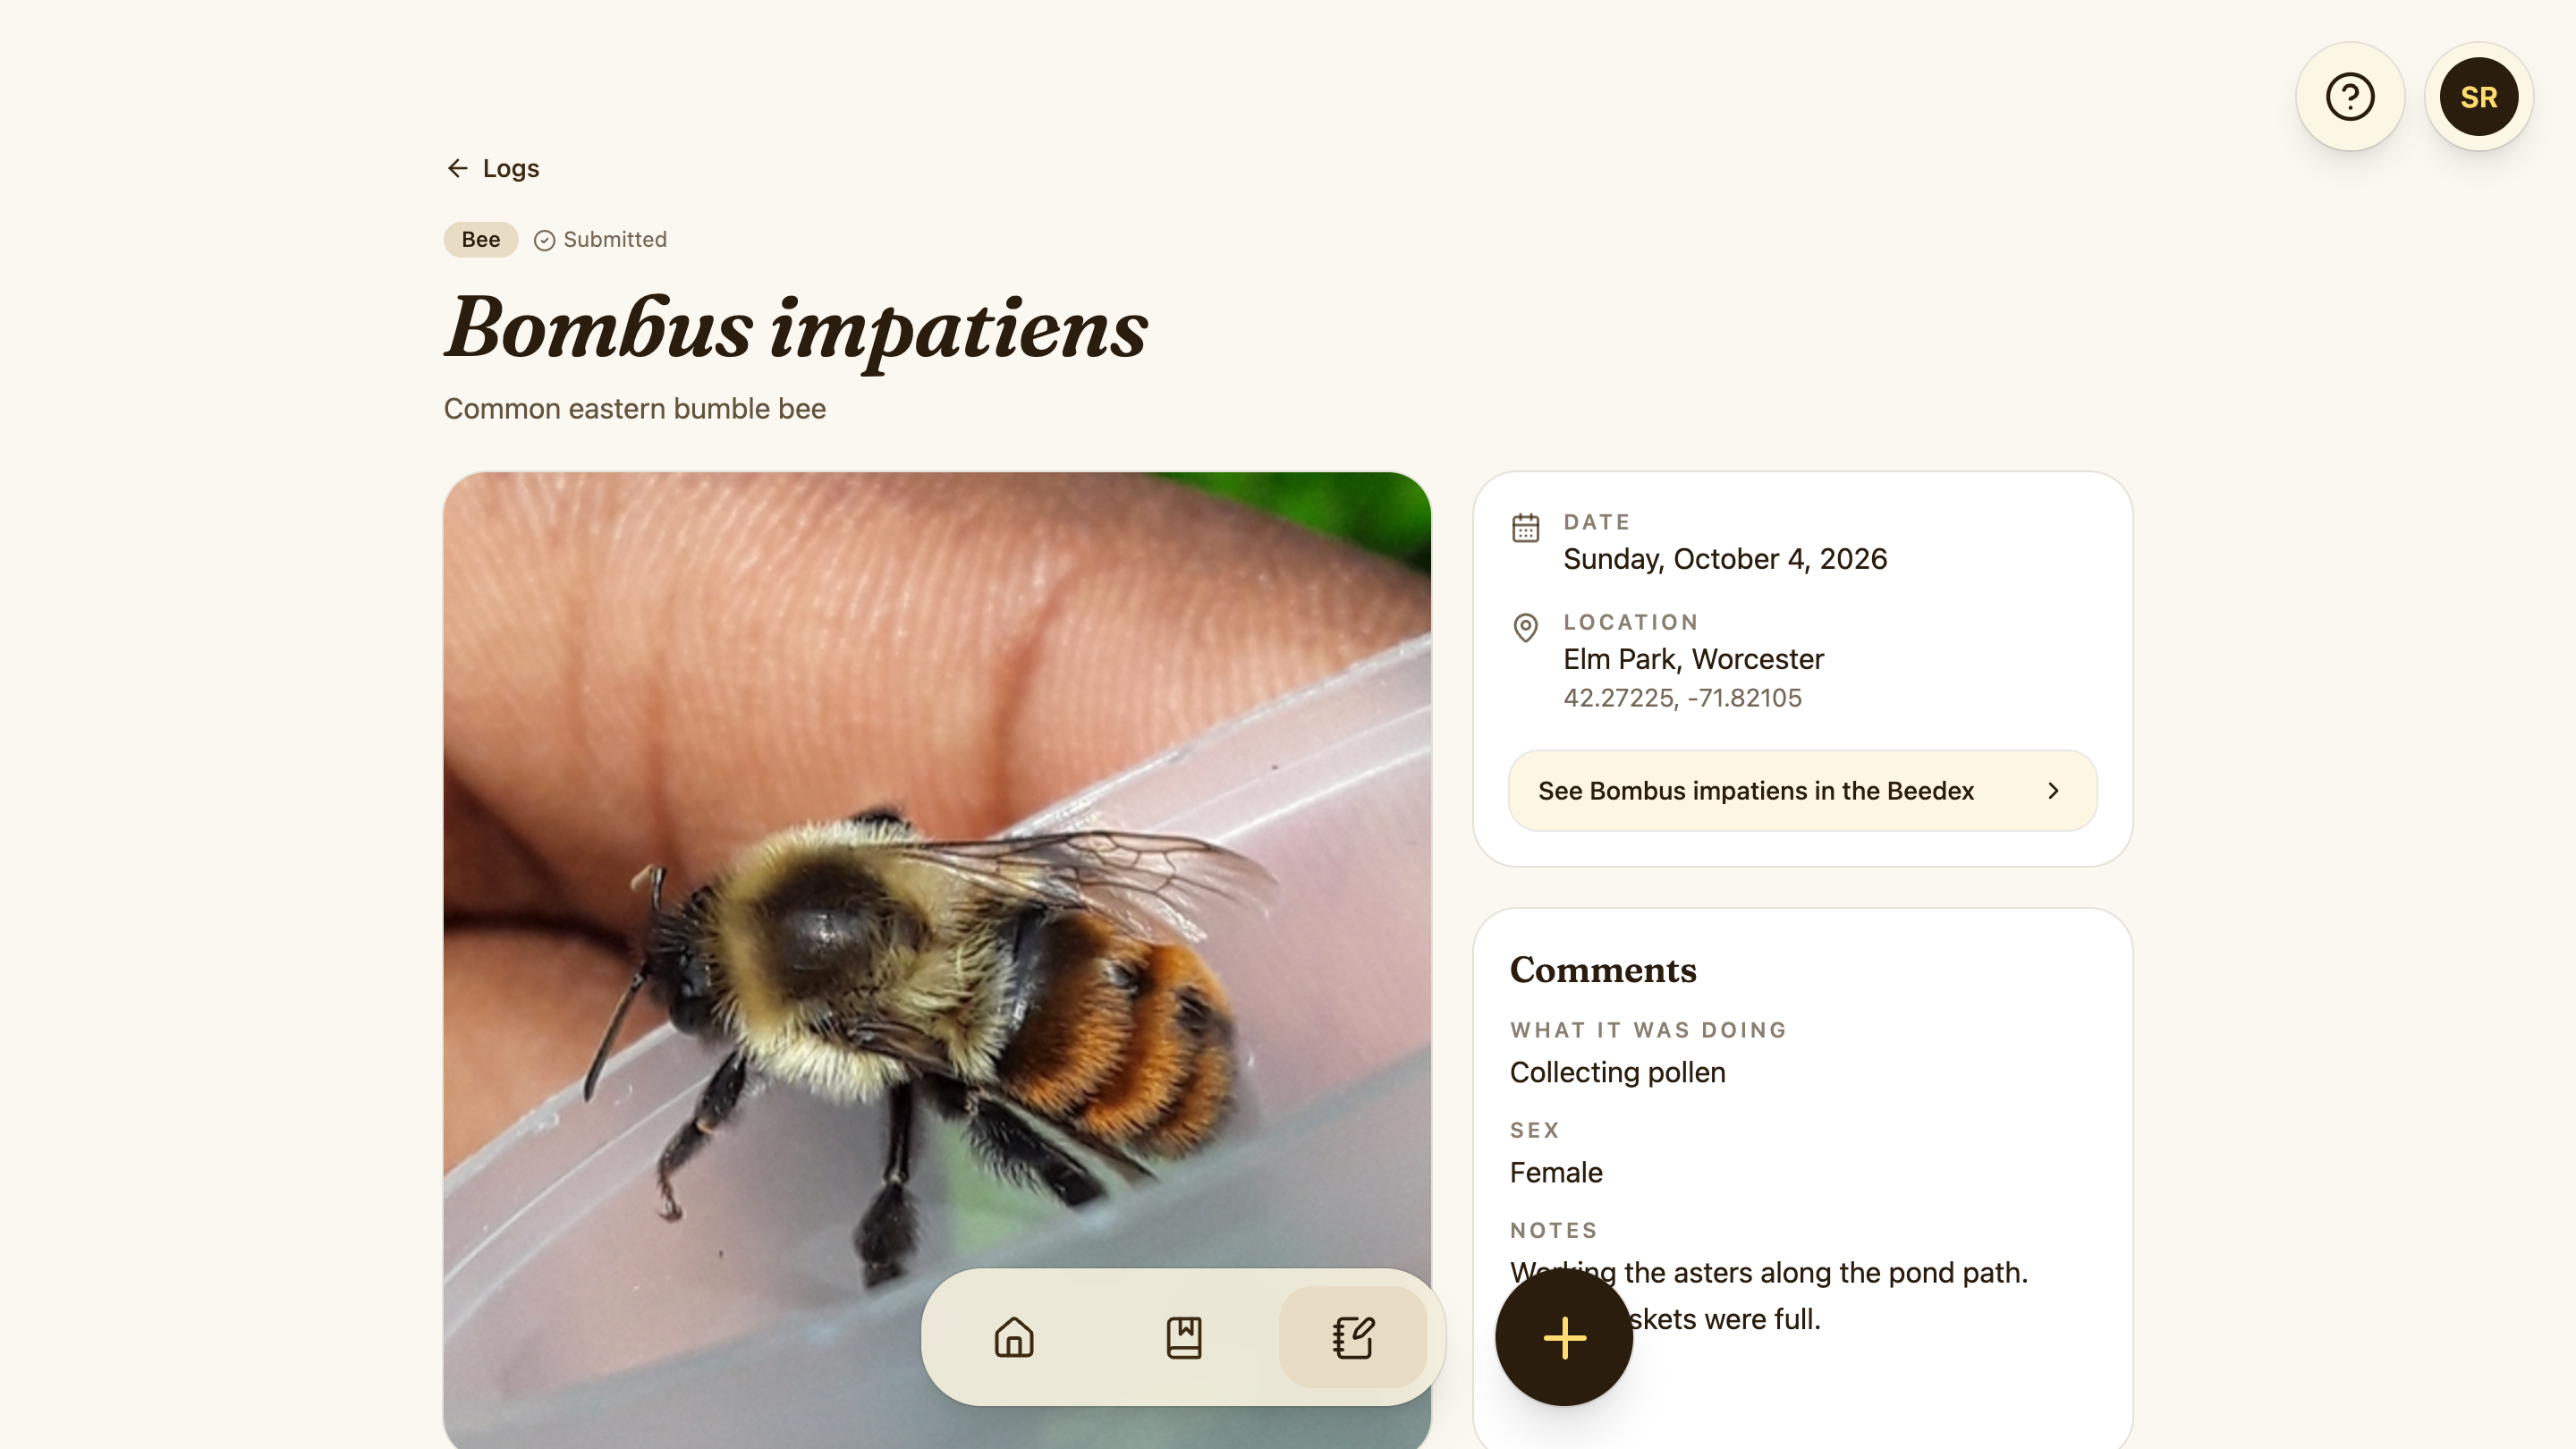 SR
Logs
Bee
Submitted
Bombus impatiens
Common eastern bumble bee
DATE
Sunday, October 4, 2026
LOCATION
Elm Park, Worcester
42.27225, -71.82105
See Bombus impatiens in the Beedex
Comments
WHAT IT WAS DOING
Collecting pollen
SEX
Female
NOTES
Working the asters along the pond path.
were full.